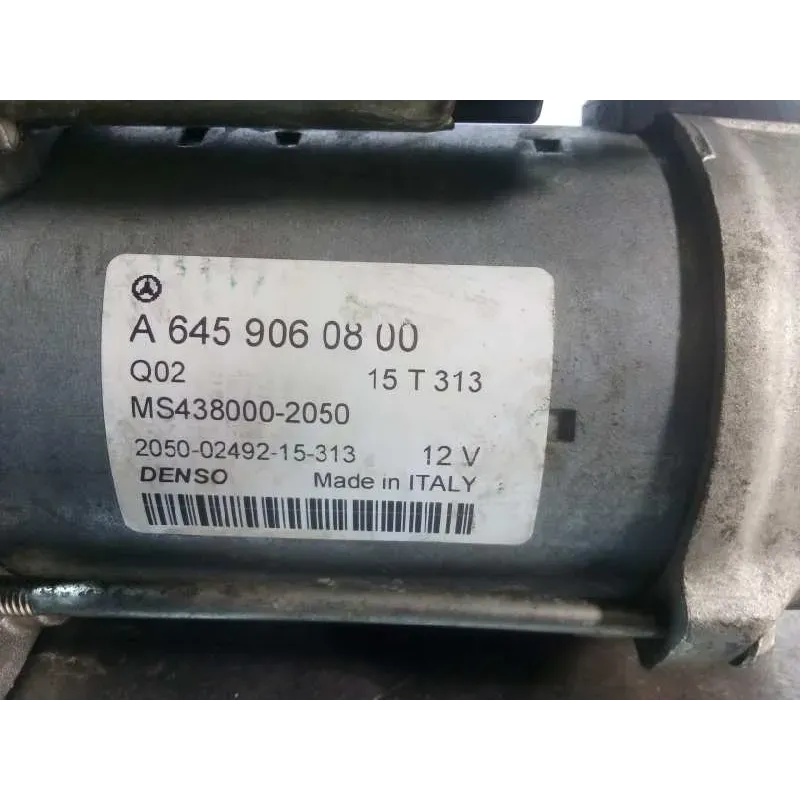 A 645 906 08 00
Q02 15 T 313
MS438000-2050
2050-02492-15-313 12 V
DENSO Made in ITALY